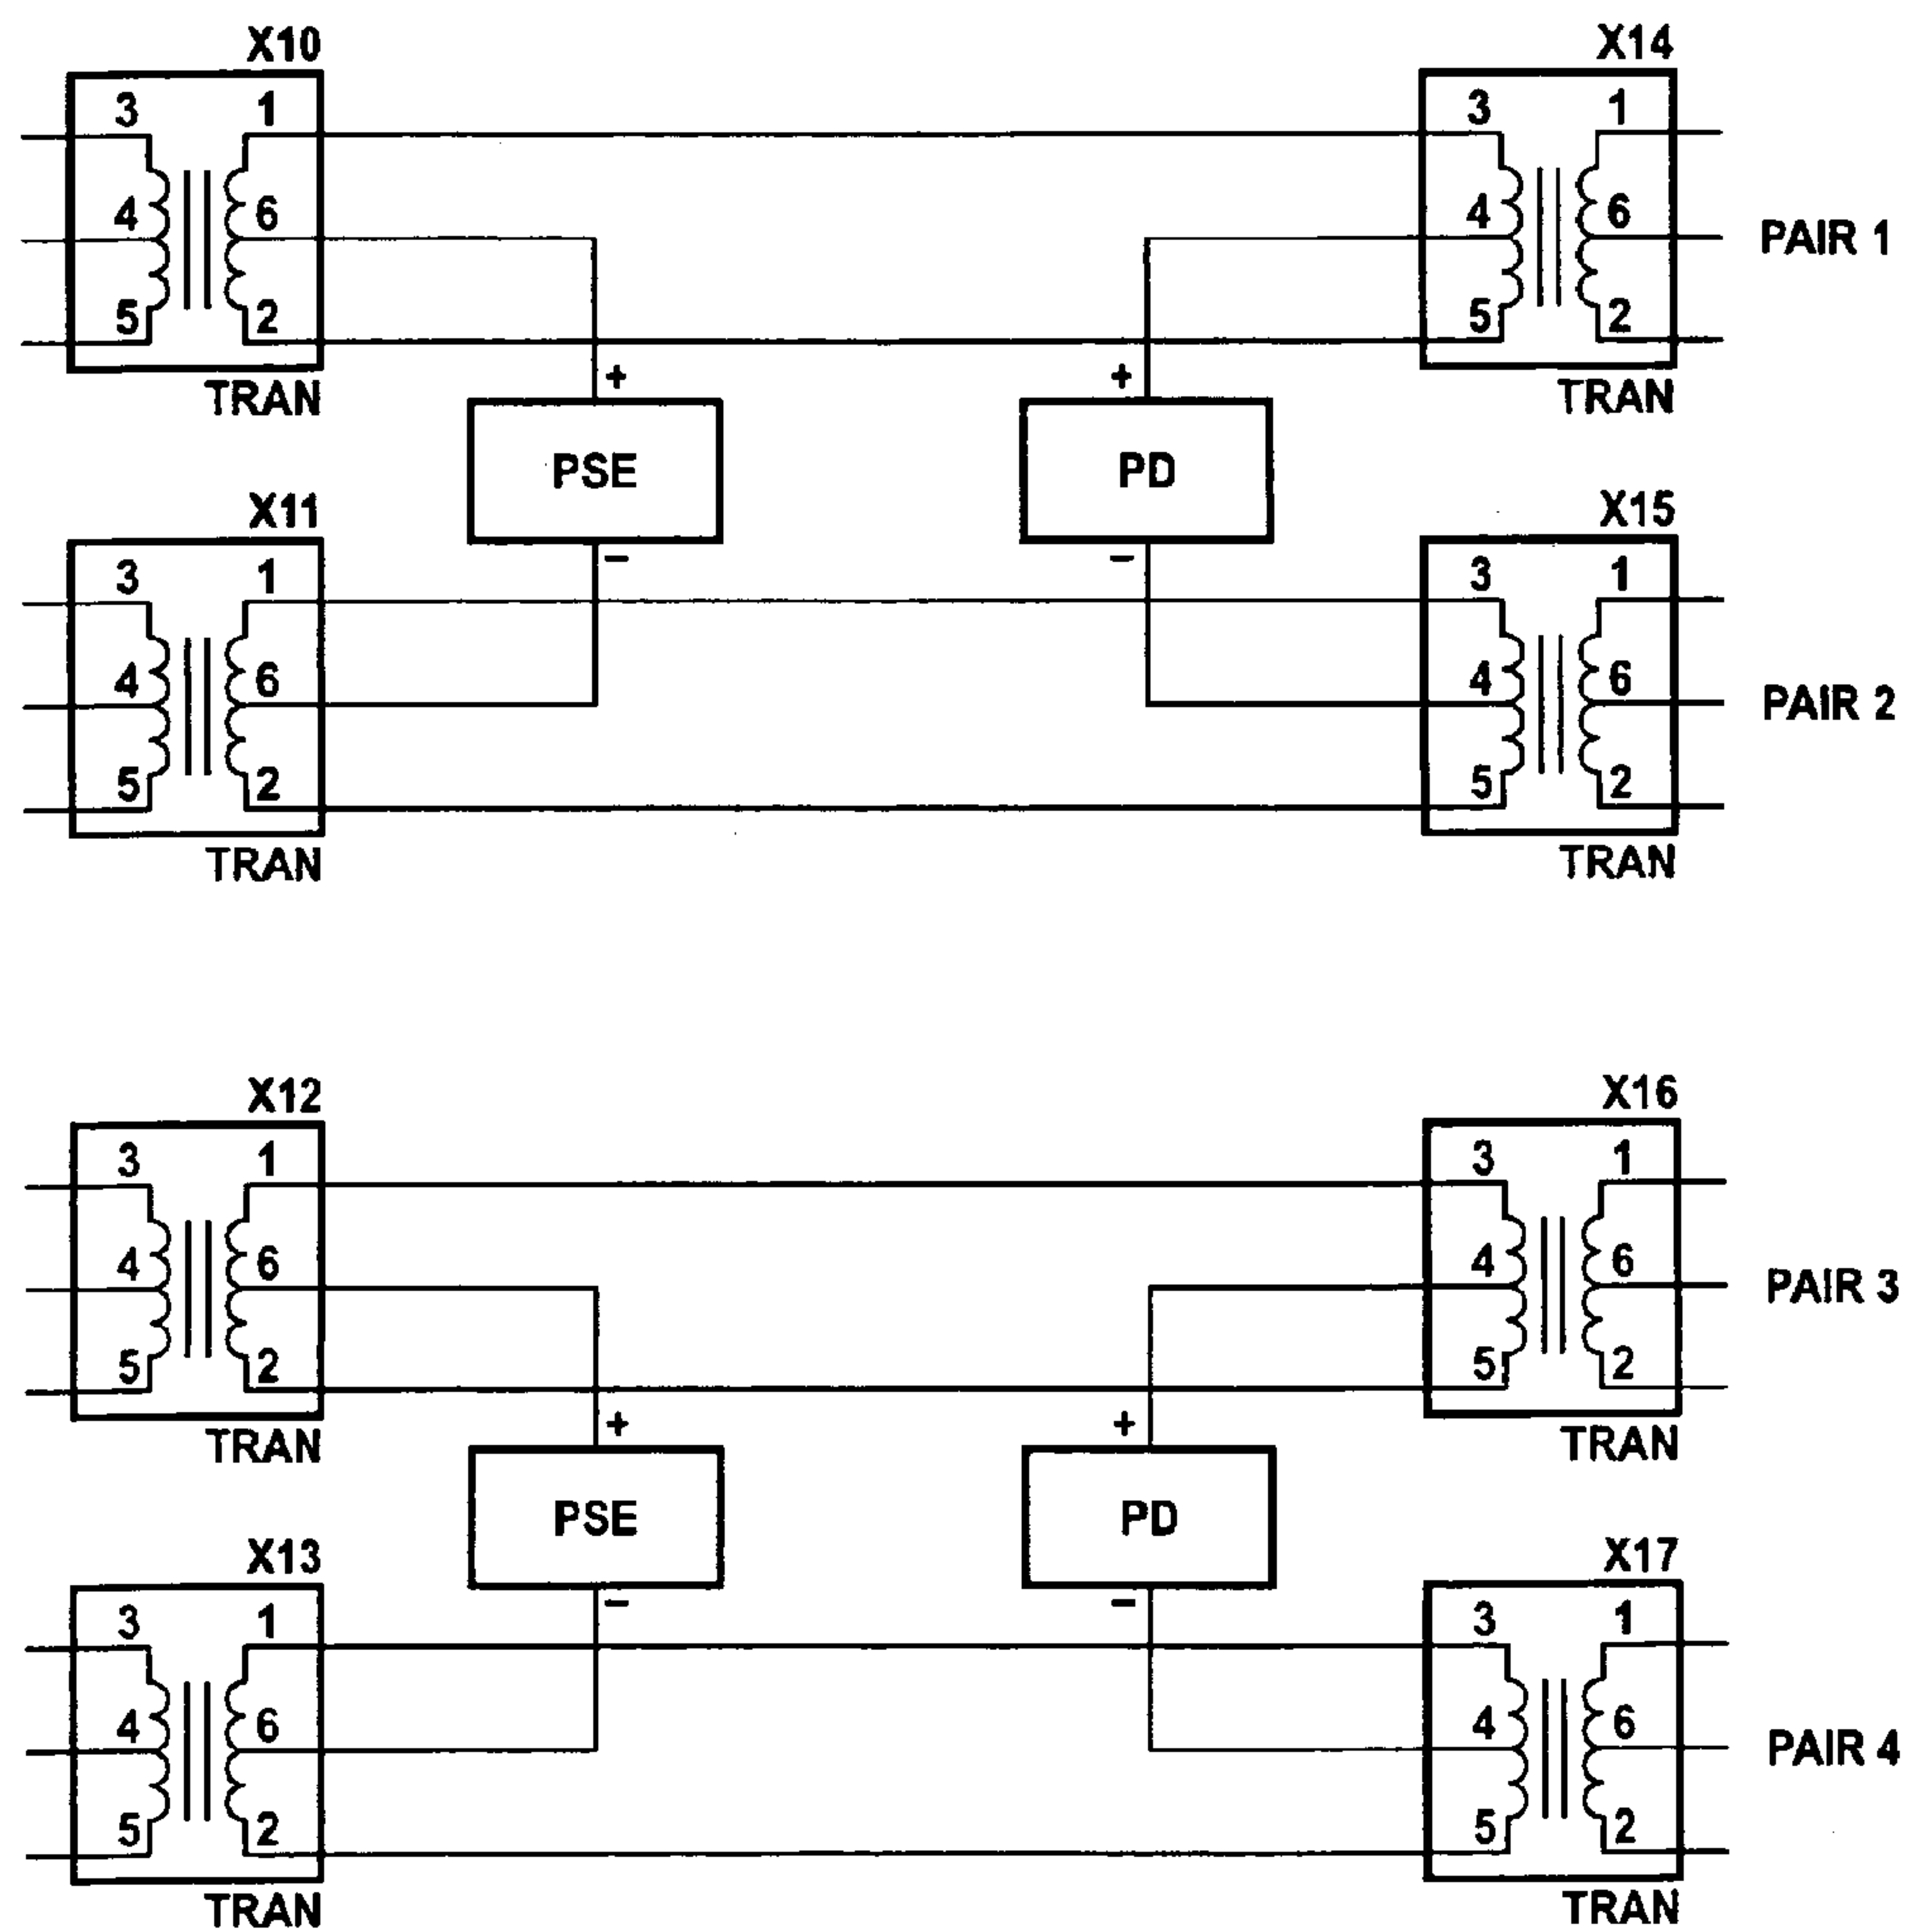 X10 X14
3 1 3 1
4 6 4 6 PAIR 1
5 2 5 2
+ +
TRAN TRAN
PSE PD
X11 X15
− −
3 1 3 1
4 6 4 6 PAIR 2
5 2 5 2
TRAN TRAN
X12 X16
3 1 3 1
4 6 4 6 PAIR 3
5 2 5 2
+ +
TRAN TRAN
PSE PD
X13 X17
− −
3 1 3 1
4 6 4 6 PAIR 4
5 2 5 2
TRAN TRAN